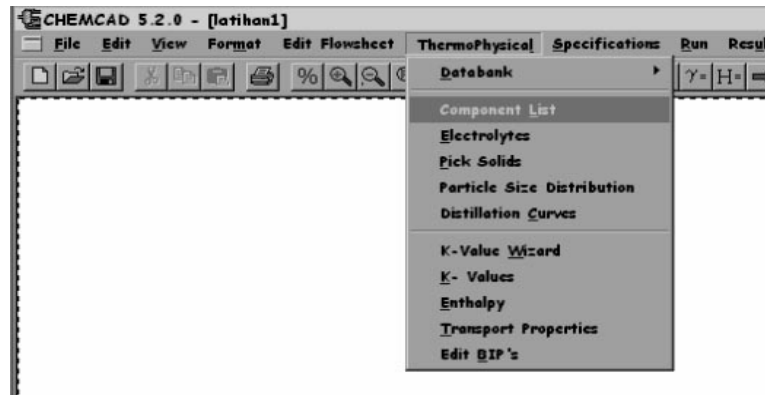 CHEMCAD 5.2.0 - [latihan1]
File Edit View Format Edit Flowsheet ThermoPhysical Specifications Run
% γ= H=
Databank
Component List
Electrolytes
Pick Solids
Particle Size Distribution
Distillation Curves
K-Value Wizard
K- Values
Enthalpy
Transport Properties
Edit BIP's